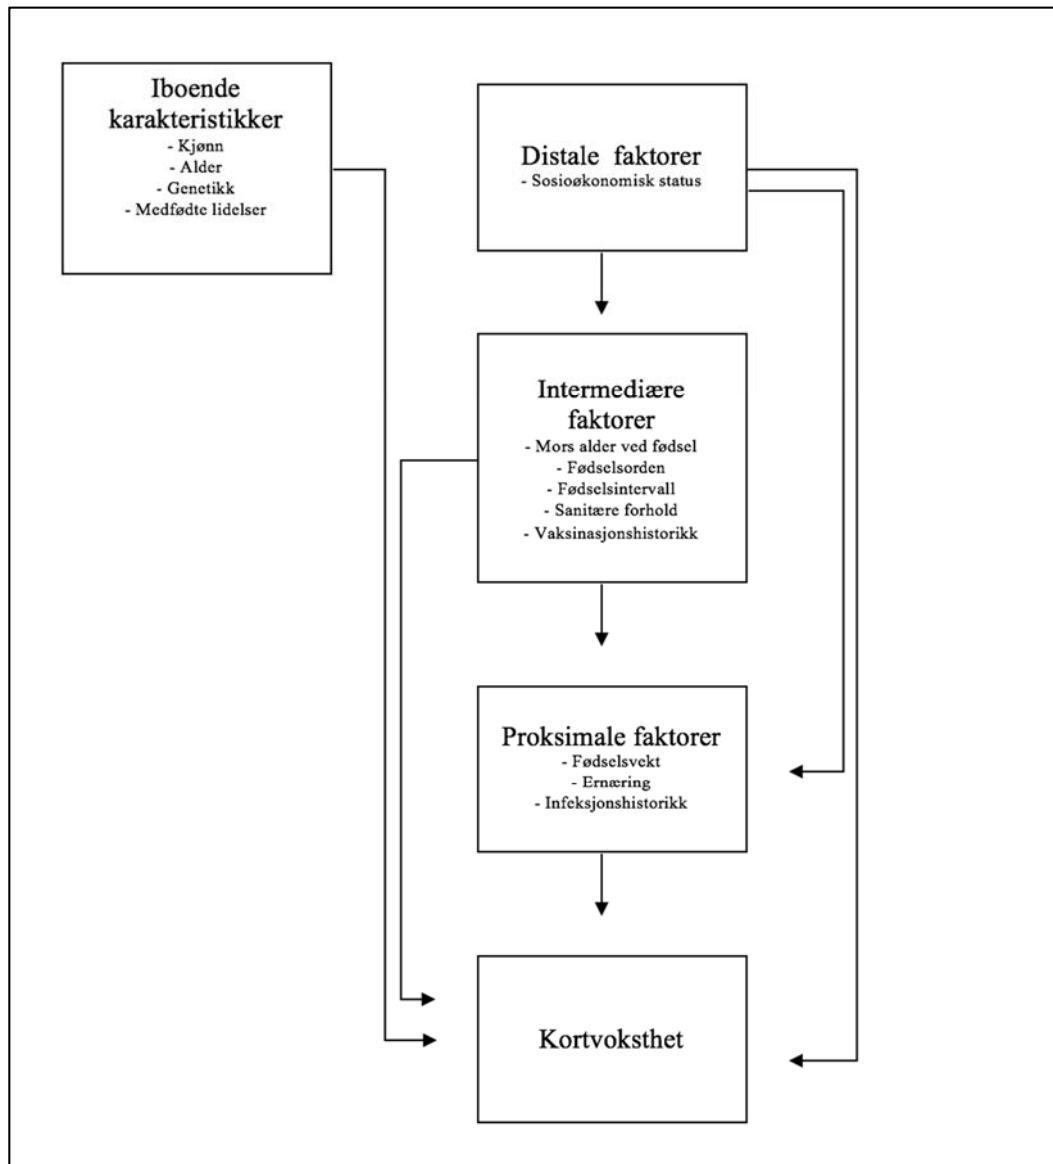 Iboende
karakteristikker
- Kjønn
- Alder
- Genetikk
- Medfødte lidelser
Distale faktorer
- Sosioøkonomisk status
Intermediære
faktorer
- Mors alder ved fødsel
- Fødselsorden
- Fødselsintervall
- Sanitære forhold
- Vaksinasjonshistorikk
Proksimale faktorer
- Fødselsvekt
- Ernæring
- Infeksjonshistorikk
Kortvoksthet